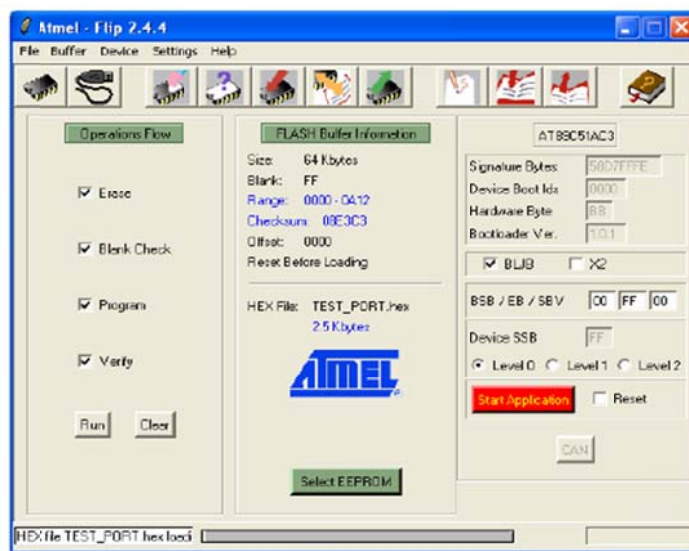 Atmel - Flip 2.4.4
File Buffer Device Settings Help
Operations Flow
Erase
Blank Check
Program
Verify
Run Clear
FLASH Buffer Information
Size: 64 Kbytes
Blank: FF
Range: 0000 - 0A12
Checksum: 08E3C3
Offset: 0000
Reset Before Loading
HEX File: TEST_PORT.hex
2.5 Kbytes
ATMEL
Select EEPROM
AT89C51AC3
Signature Bytes 58D7FFFE
Device Boot Ids 0000
Hardware Byte BB
Bootloader Ver. 1.0.1
BLJB X2
BSB / EB / SBV 00 FF 00
Device SSB FF
Level 0 Level 1 Level 2
Start Application Reset
CAN
HEX file TEST_PORT.hex loadi